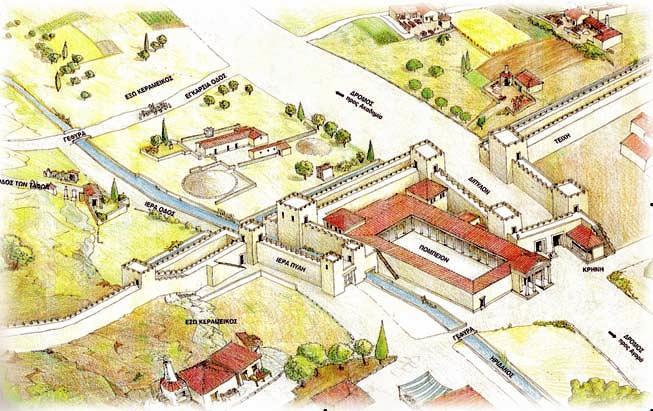 ΕΞΩ ΚΕΡΑΜΕΙΚΟΣ
ΕΓΚΑΡΣΙΑ ΟΔΟΣ
ΔΡΟΜΟΣ
προς Ακαδημία
ΓΕΦΥΡΑ
ΤΕΙΧΗ
ΔΙΠΥΛΟΝ
ΟΔΟΣ ΤΩΝ ΤΑΦΩΝ
ΙΕΡΑ ΟΔΟΣ
ΠΟΜΠΕΙΟΝ
ΙΕΡΑ ΠΥΛΗ
ΚΡΗΝΗ
ΕΣΩ ΚΕΡΑΜΕΙΚΟΣ
ΓΕΦΥΡΑ
ΗΡΙΔΑΝΟΣ
ΔΡΟΜΟΣ
προς Αγορά